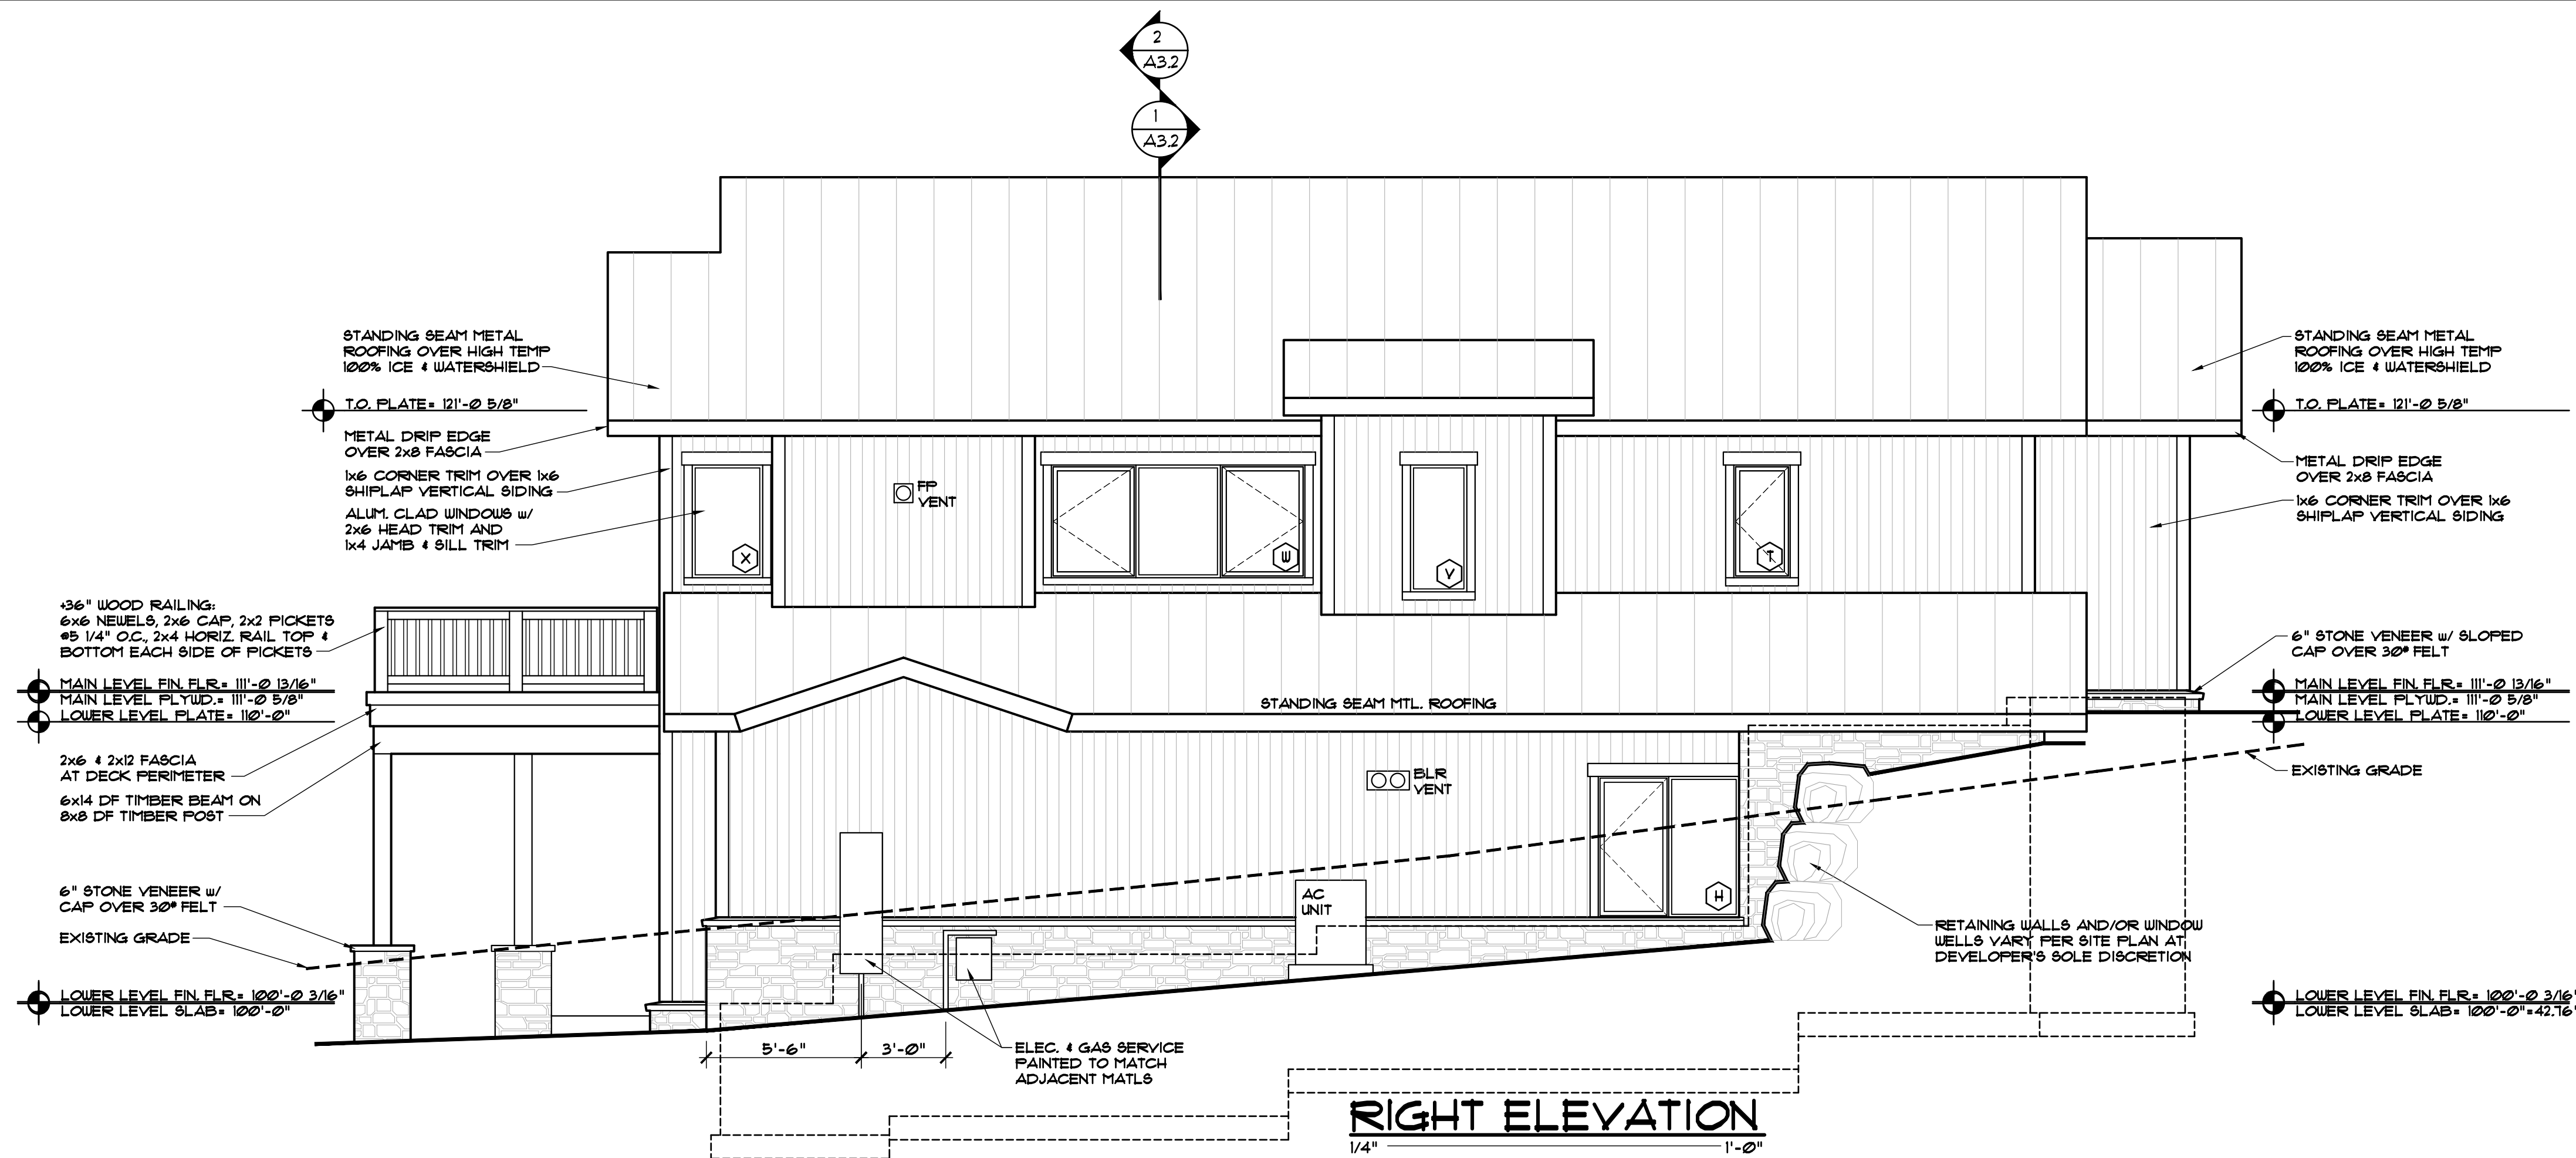 2
A3.2
1
A3.2
STANDING SEAM METAL
ROOFING OVER HIGH TEMP
100% ICE & WATERSHIELD
T.O. PLATE= 121'-0 5/8"
METAL DRIP EDGE
OVER 2x8 FASCIA
1x6 CORNER TRIM OVER 1x6
SHIPLAP VERTICAL SIDING
ALUM. CLAD WINDOWS w/
2x6 HEAD TRIM AND
1x4 JAMB & SILL TRIM
+36" WOOD RAILING:
6x6 NEWELS, 2x6 CAP, 2x2 PICKETS
@5 1/4" O.C., 2x4 HORIZ. RAIL TOP &
BOTTOM EACH SIDE OF PICKETS
MAIN LEVEL FIN. FLR.= 111'-0 13/16"
MAIN LEVEL PLYWD.= 111'-0 5/8"
LOWER LEVEL PLATE= 110'-0"
2x6 & 2x12 FASCIA
AT DECK PERIMETER
6x14 DF TIMBER BEAM ON
8x8 DF TIMBER POST
6" STONE VENEER w/
CAP OVER 30# FELT
EXISTING GRADE
LOWER LEVEL FIN. FLR.= 100'-0 3/16"
LOWER LEVEL SLAB= 100'-0"
FP
VENT
X
W
V
T
STANDING SEAM MTL. ROOFING
BLR
VENT
AC
UNIT
H
5'-6"
3'-0"
ELEC. & GAS SERVICE
PAINTED TO MATCH
ADJACENT MATLS
STANDING SEAM METAL
ROOFING OVER HIGH TEMP
100% ICE & WATERSHIELD
T.O. PLATE= 121'-0 5/8"
METAL DRIP EDGE
OVER 2x8 FASCIA
1x6 CORNER TRIM OVER 1x6
SHIPLAP VERTICAL SIDING
6" STONE VENEER w/ SLOPED
CAP OVER 30# FELT
MAIN LEVEL FIN. FLR.= 111'-0 13/16"
MAIN LEVEL PLYWD.= 111'-0 5/8"
LOWER LEVEL PLATE= 110'-0"
EXISTING GRADE
RETAINING WALLS AND/OR WINDOW
WELLS VARY PER SITE PLAN AT
DEVELOPER'S SOLE DISCRETION
LOWER LEVEL FIN. FLR.= 100'-0 3/16"
LOWER LEVEL SLAB= 100'-0"=42.76'
RIGHT ELEVATION
1/4" 1'-0"